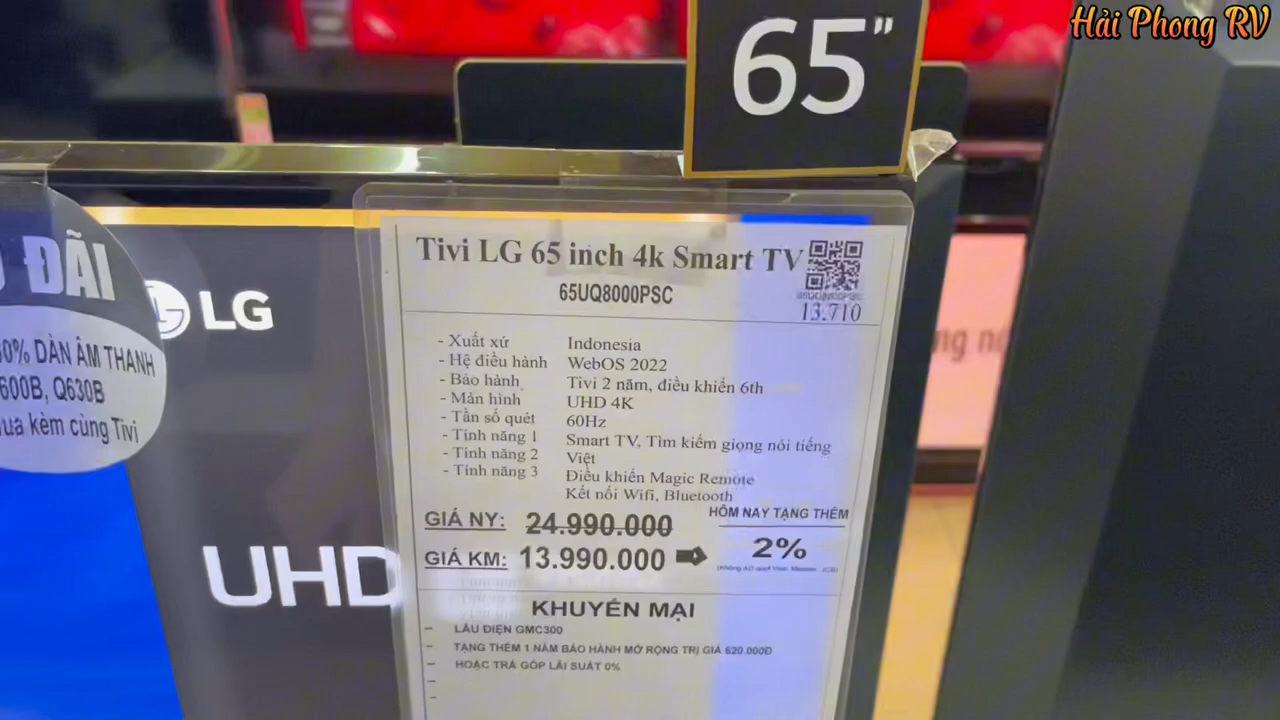 Hải Phong RV
65"
ĐÃI
DÀN ÂM THANH
600B, Q630B
kèm cùng Tivi
LG
UHD
Tivi LG 65 inch 4k Smart TV
65UQ8000PSC
13.710
- Xuất xứ Indonesia
- Hệ điều hành WebOS 2022
- Bảo hành Tivi 2 năm, điều khiển 6th
- Màn hình UHD 4K
- Tần số quét 60Hz
- Tính năng 1 Smart TV, Tìm kiếm giọng nói tiếng Việt
- Tính năng 2 Điều khiển Magic Remote
- Tính năng 3 Kết nối Wifi, Bluetooth
GIÁ NY: 24.990.000
GIÁ KM: 13.990.000
HÔM NAY TẶNG THÊM
2%
KHUYẾN MẠI
- LẨU ĐIỆN GMC300
- TẶNG THÊM 1 NĂM BẢO HÀNH MỞ RỘNG TRỊ GIÁ 620.000Đ
- HOẶC TRẢ GÓP LÃI SUẤT 0%
-
-